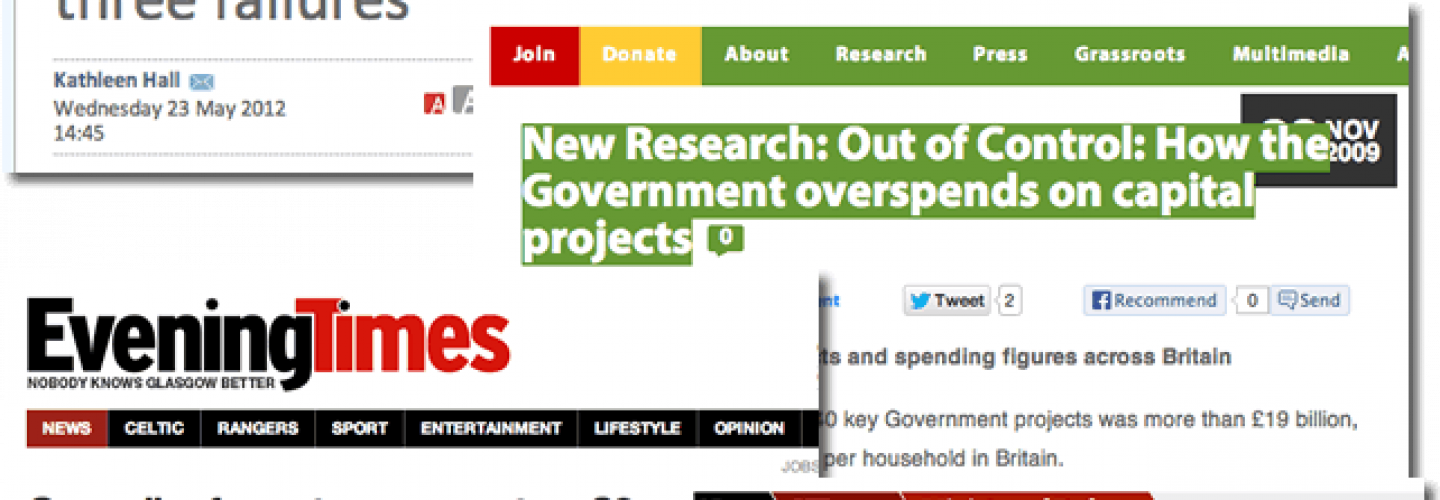 three failures
Kathleen Hall
Wednesday 23 May 2012
14:45
A
Join Donate About Research Press Grassroots Multimedia A
NOV
2009
New Research: Out of Control: How the
Government overspends on capital
projects 0
Tweet 2 Recommend 0 Send
and spending figures across Britain
key Government projects was more than £19 billion,
per household in Britain.
EveningTimes
NOBODY KNOWS GLASGOW BETTER
NEWS CELTIC RANGERS SPORT ENTERTAINMENT LIFESTYLE OPINION
JOBS